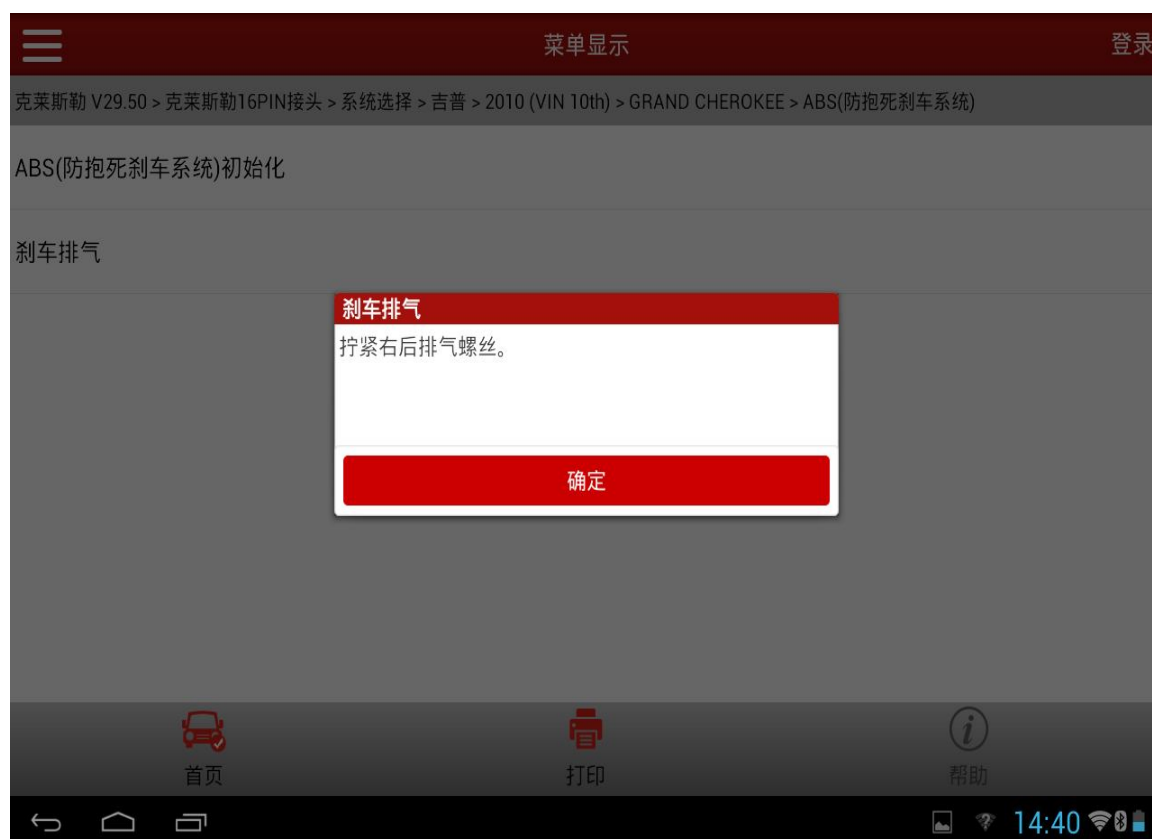 菜单显示
登录
克莱斯勒 V29.50 > 克莱斯勒16PIN接头 > 系统选择 > 吉普 > 2010 (VIN 10th) > GRAND CHEROKEE > ABS(防抱死刹车系统)
ABS(防抱死刹车系统)初始化
刹车排气
刹车排气
拧紧右后排气螺丝。
确定
首页
打印
帮助
14:40